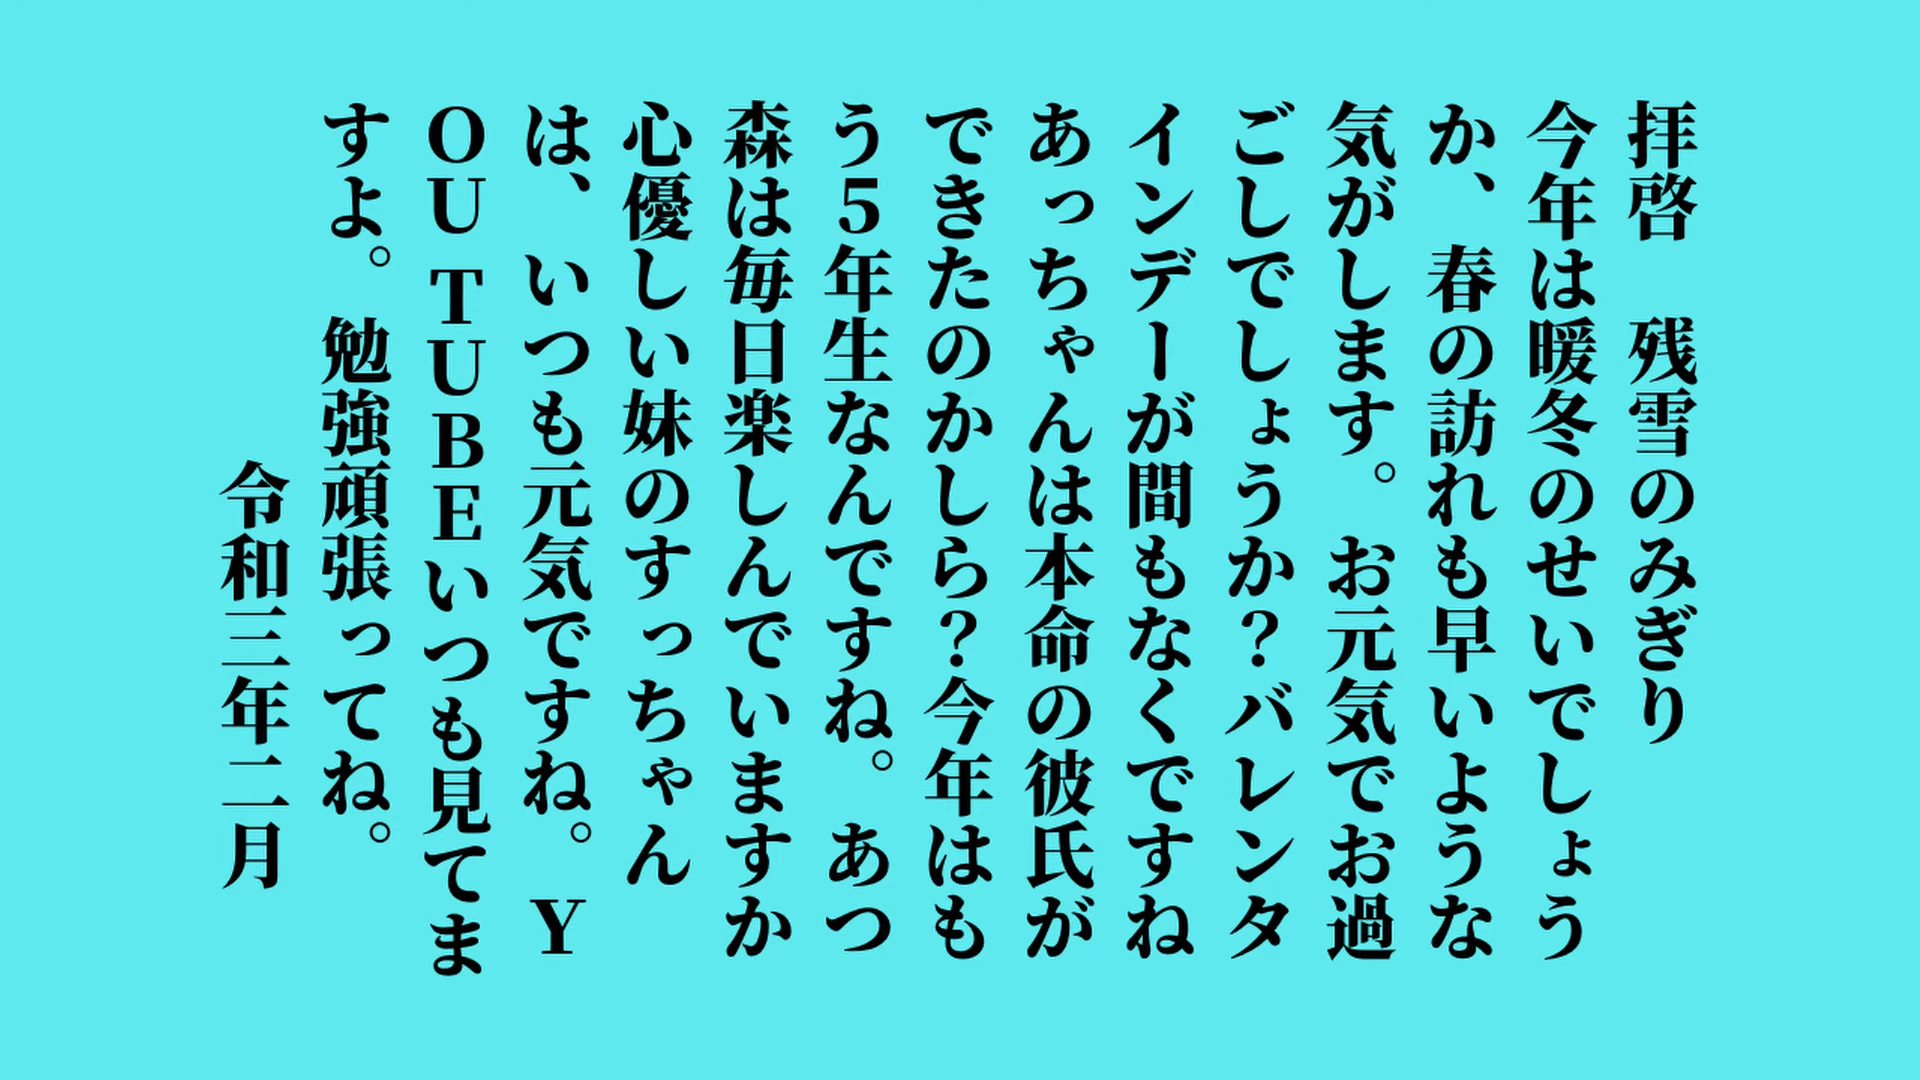 拝啓　残雪のみぎり
今年は暖冬のせいでしょう
か、春の訪れも早いような
気がします。お元気でお過
ごしでしょうか？バレンタ
インデーが間もなくですね
あっちゃんは本命の彼氏が
できたのかしら？今年はも
う５年生なんですね。あつ
森は毎日楽しんでいますか
心優しい妹のすっちゃん
は、いつも元気ですね。Ｙ
ＯＵ ＴＵＢＥいつも見てま
すよ。勉強頑張ってね。
令和三年二月